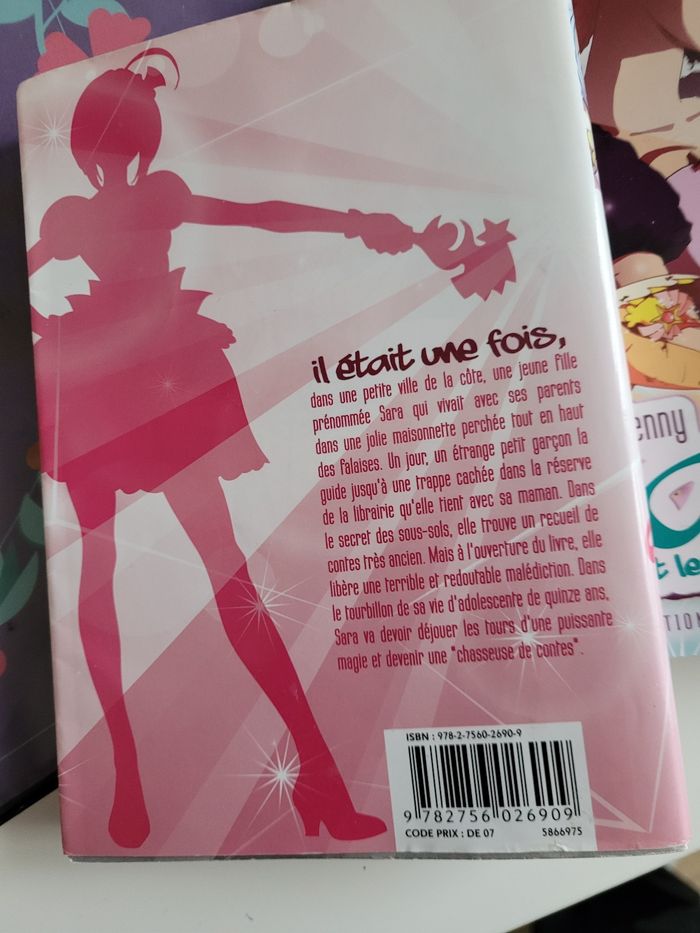 il était une fois,
dans une petite ville de la côte, une jeune fille
prénommée Sara qui vivait avec ses parents
dans une jolie maisonnette perchée tout en haut
des falaises. Un jour, un étrange petit garçon la
guide jusqu'à une trappe cachée dans la réserve
de la librairie qu'elle tient avec sa maman. Dans
le secret des sous-sols, elle trouve un recueil de
contes très ancien. Mais à l'ouverture du livre, elle
libère une terrible et redoutable malédiction. Dans
le tourbillon de sa vie d'adolescente de quinze ans,
Sara va devoir déjouer les tours d'une puissante
magie et devenir une "chasseuse de contes".
ISBN : 978-2-7560-2690-9
9 782756 026909
CODE PRIX : DE 07 5866975
enny
t le
TION